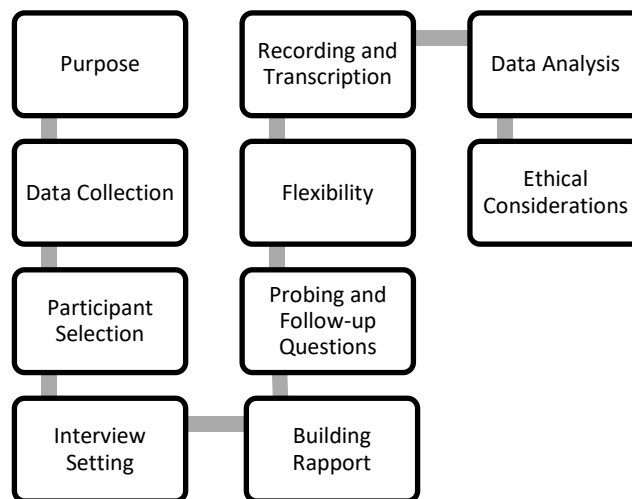 Purpose
Data Collection
Participant
Selection
Interview
Setting
Building
Rapport
Probing and
Follow-up
Questions
Flexibility
Recording and
Transcription
Data Analysis
Ethical
Considerations